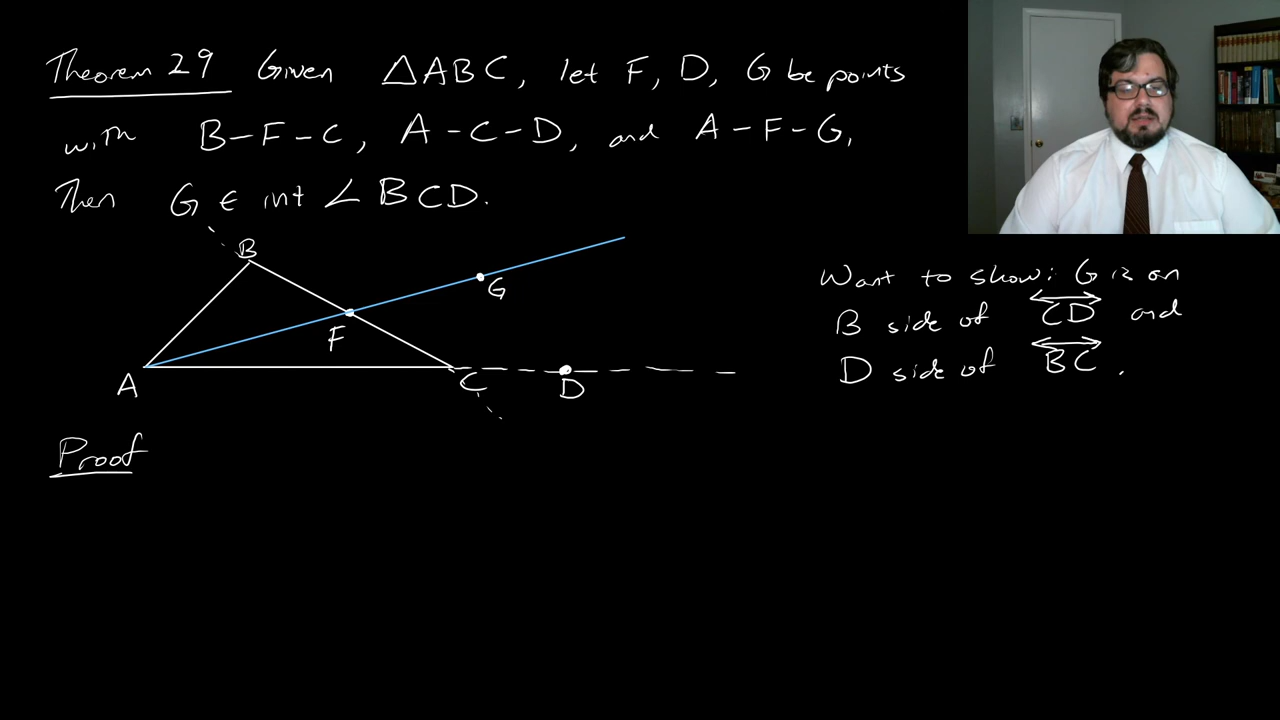 Theorem 29 Given △ABC, let F, D, G be points
with B-F-C, A-C-D, and A-F-G,
Then G ∈ int ∠BCD.
B
G
F
A
C
D
Want to show: G is on
B side of CD and
D side of BC.
Proof